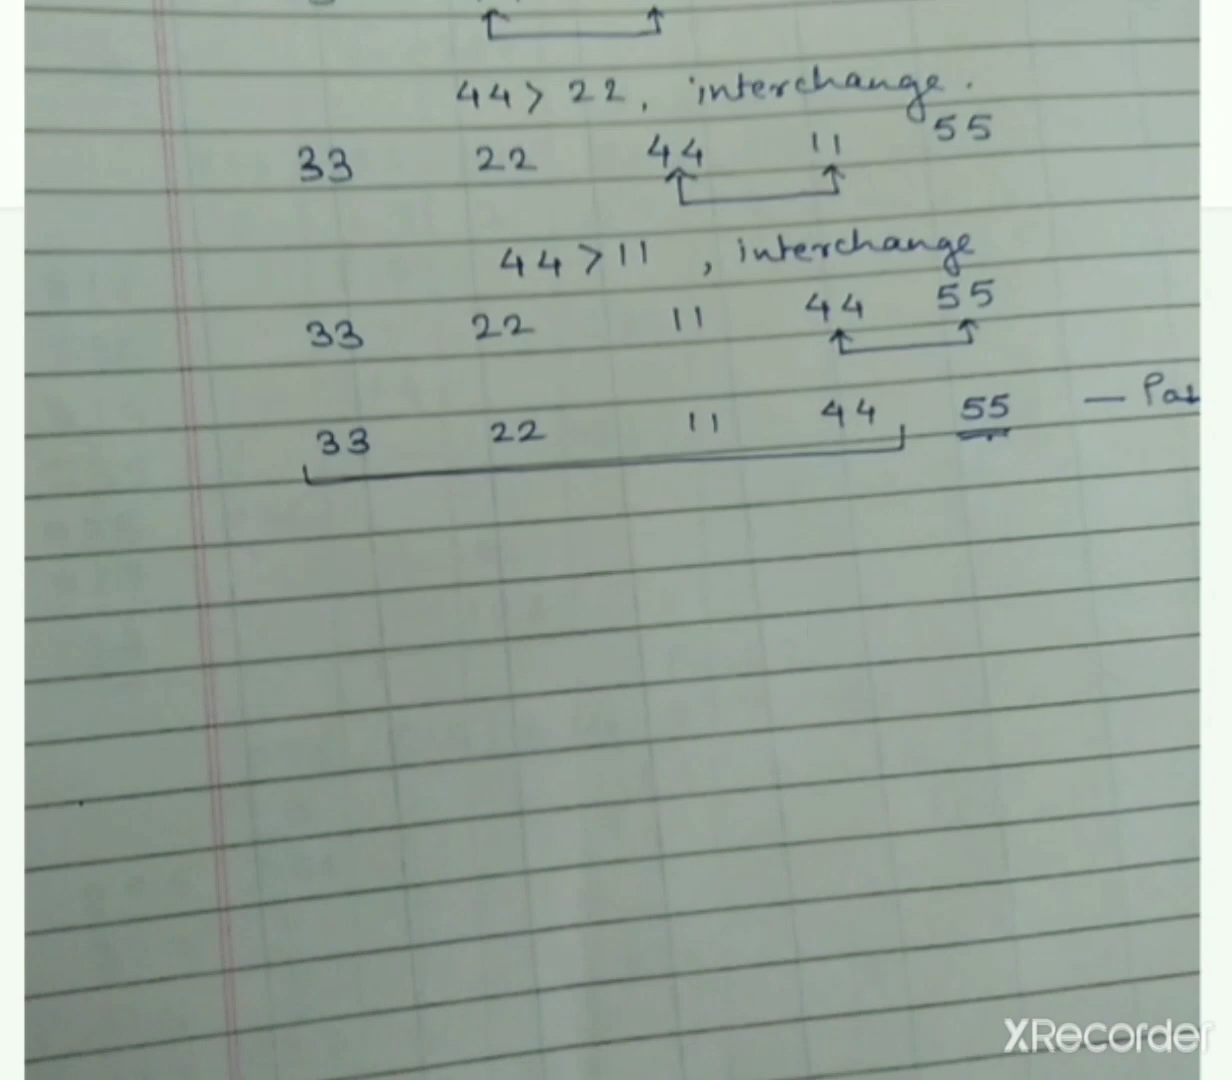 44 > 22, interchange.
33 22 44 11 55
44 > 11, interchange
33 22 11 44 55
33 22 11 44 55 —
XRecorder